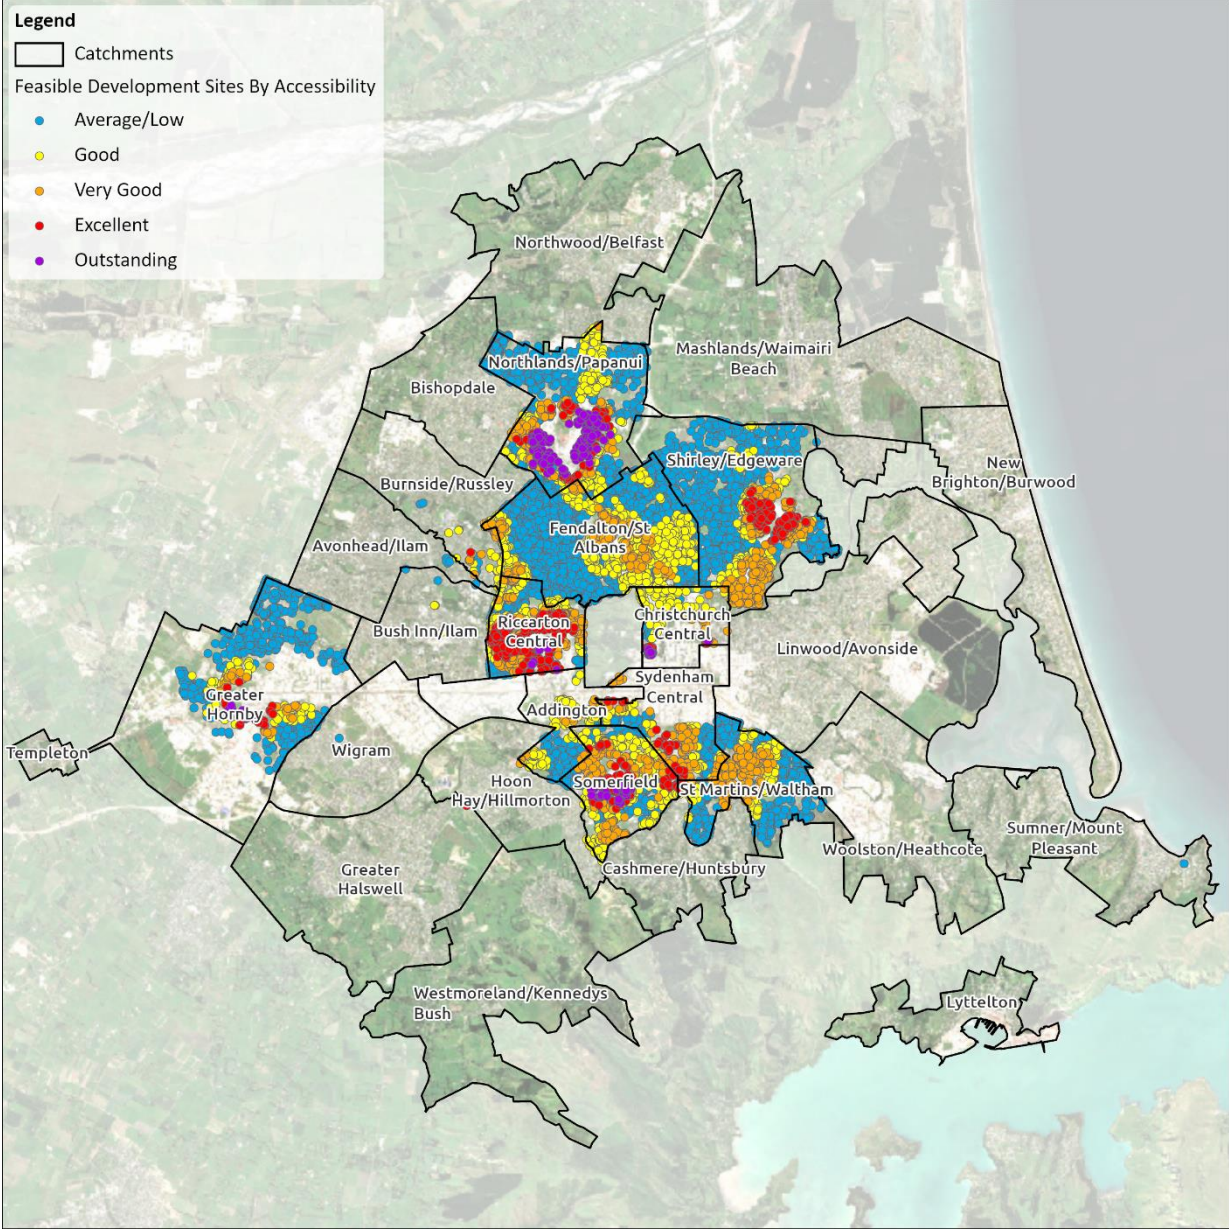 Legend
Catchments
Feasible Development Sites By Accessibility
Average/Low
Good
Very Good
Excellent
Outstanding
Northwood/Belfast
Northlands/Papanui
Mashlands/Waimairi
Beach
Bishopdale
Shirley/Edgeware
New
Brighton/Burwood
Burnside/Russley
Fendalton/St
Albans
Avonhead/Ilam
Riccarton
Central
Christchurch
Central
Bush Inn/Ilam
Linwood/Avonside
Sydenham
Central
Greater
Hornby
Addington
Templeton
Wigram
Hoon
Hay/Hillmorton
Somerfield
St Martins/Waltham
Sumner/Mount
Pleasant
Woolston/Heathcote
Cashmere/Huntsbury
Greater
Halswell
Westmoreland/Kennedys
Bush
Lyttelton